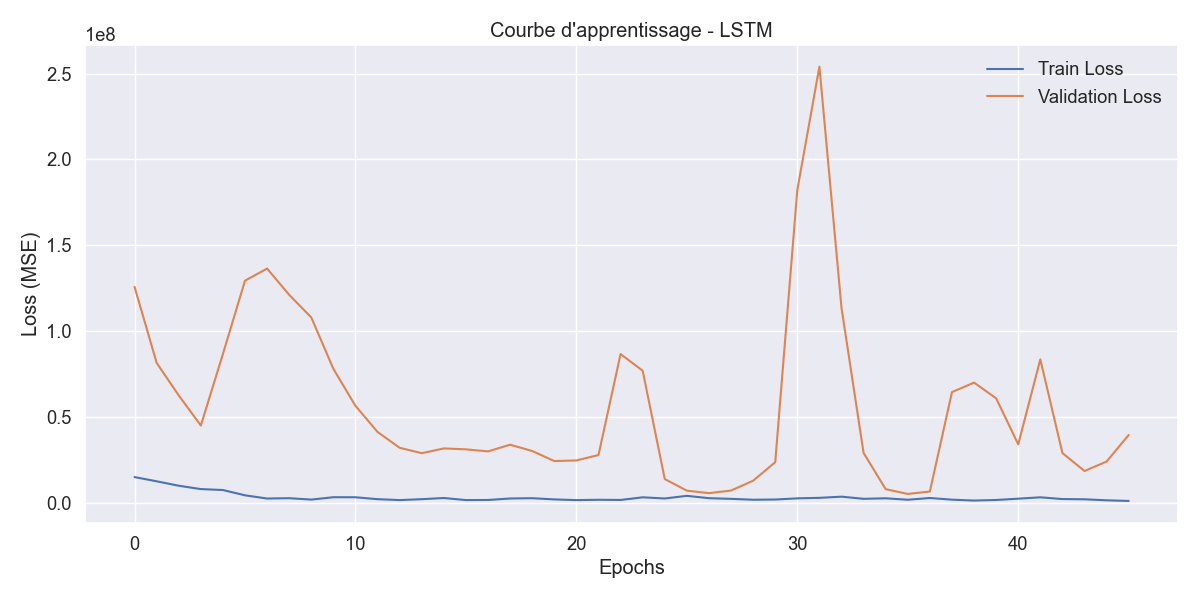 Courbe d'apprentissage - LSTM
1e8
Train Loss
Validation Loss
2.5
2.0
1.5
1.0
0.5
0.0
Loss (MSE)
0 10 20 30 40
Epochs